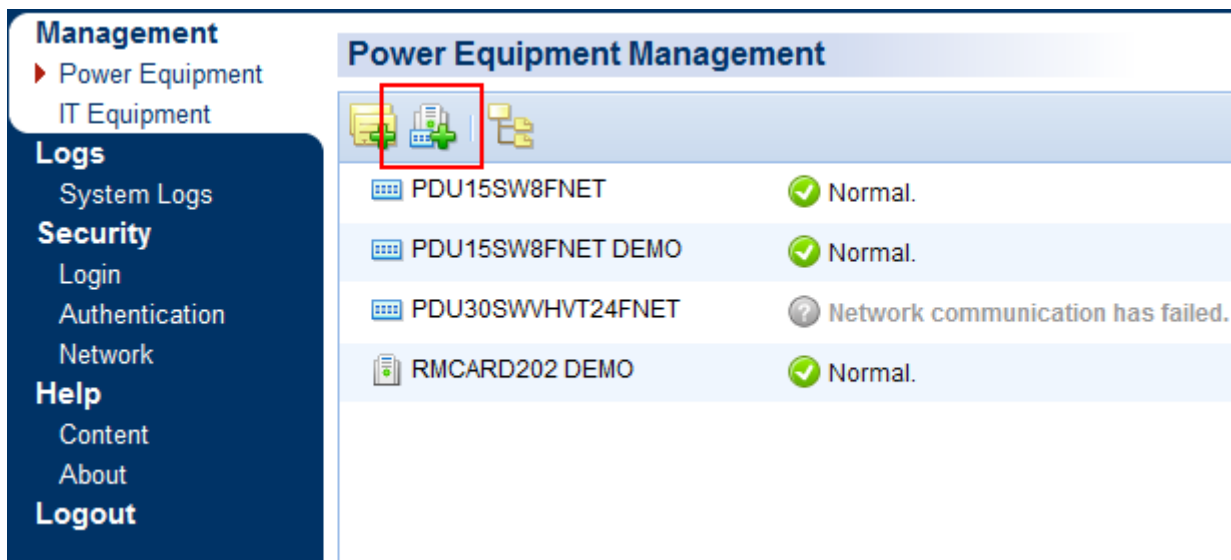 Management
Power Equipment
IT Equipment
Logs
System Logs
Security
Login
Authentication
Network
Help
Content
About
Logout
Power Equipment Management
PDU15SW8FNET Normal.
PDU15SW8FNET DEMO Normal.
PDU30SWVHVT24FNET Network communication has failed.
RMCARD202 DEMO Normal.